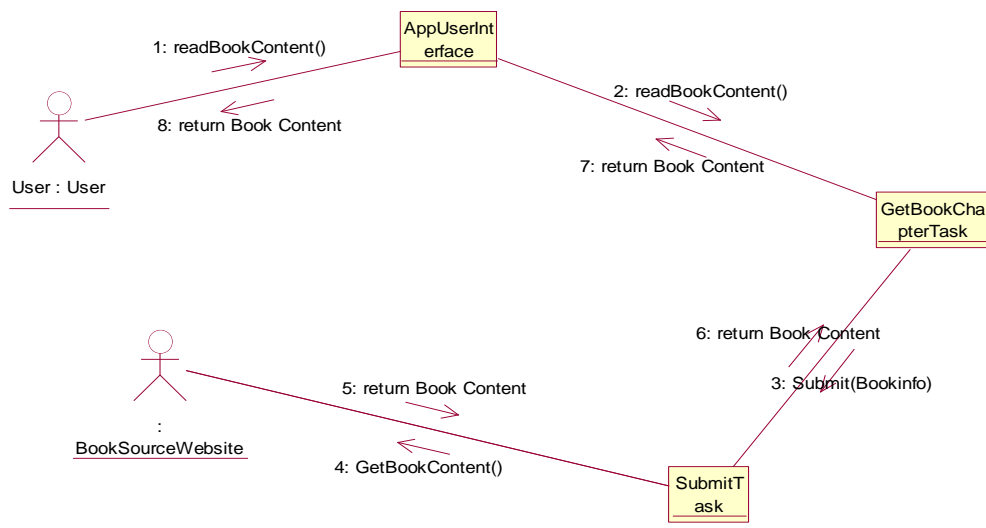 AppUserInt
erface
1: readBookContent()
8: return Book Content
User : User
2: readBookContent()
7: return Book Content
GetBookCha
pterTask
6: return Book Content
3: Submit(Bookinfo)
:
BookSourceWebsite
5: return Book Content
4: GetBookContent()
SubmitT
ask